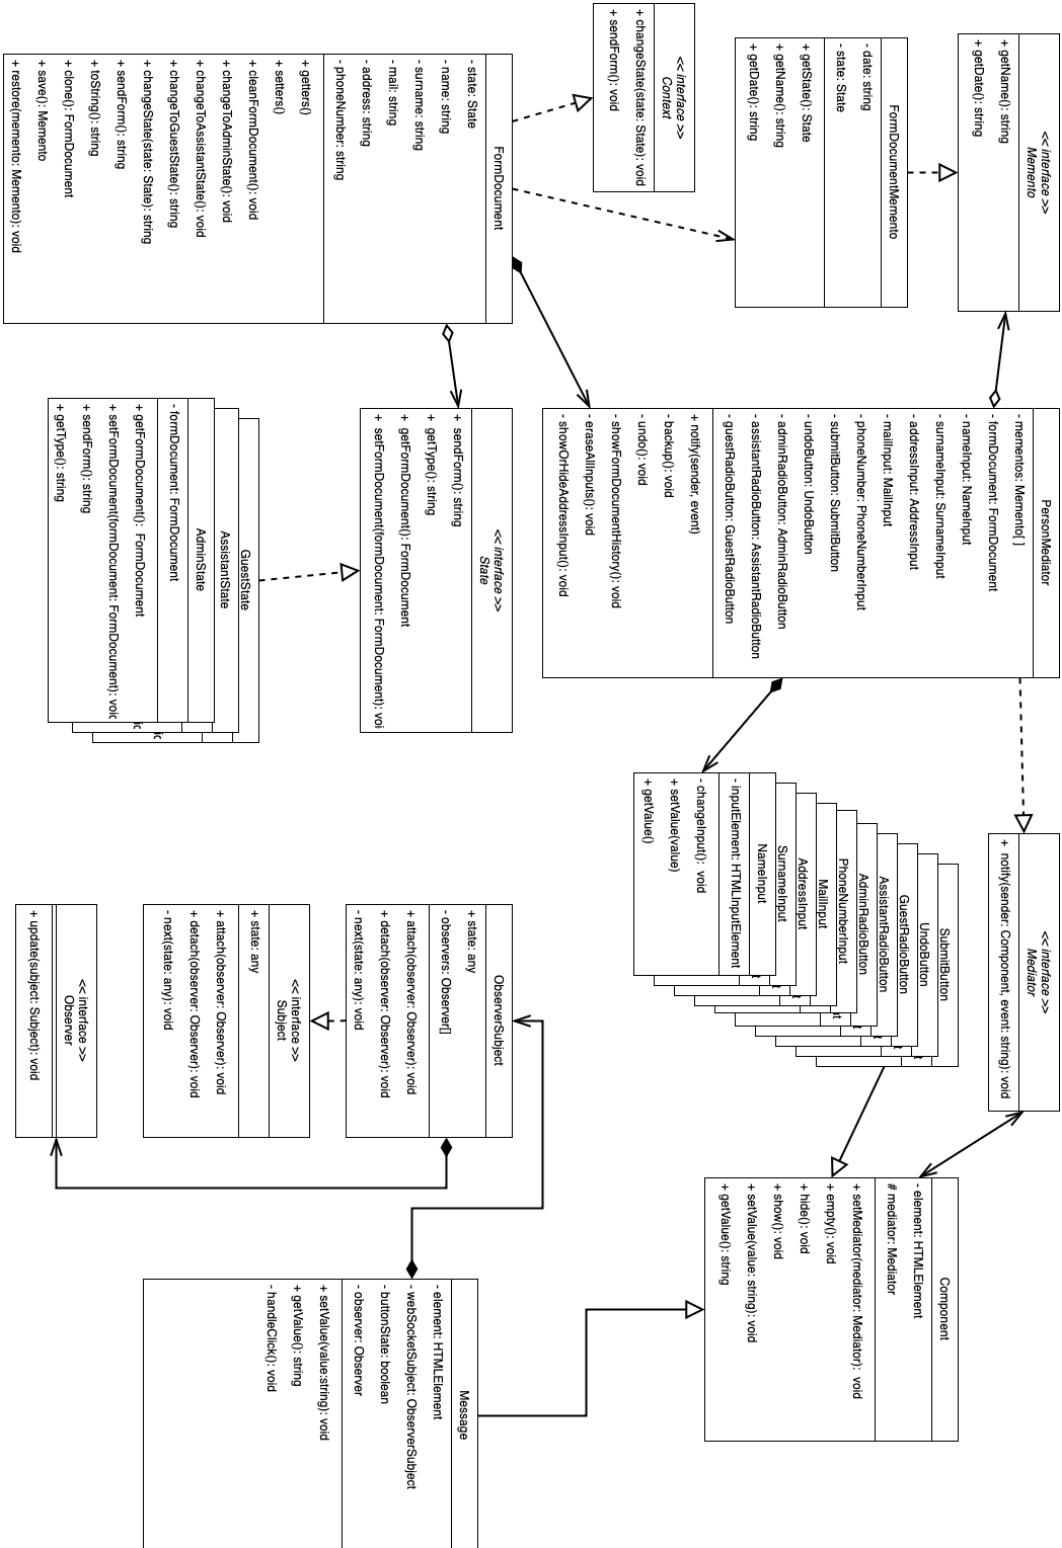 << interface >>
Memento
+ getName(): string
+ getDate(): string
FormDocumentMemento
- date: string
- state: State
+ getState(): State
+ getName(): string
+ getDate(): string
<< interface >>
Context
+ changeState(state: State): void
+ sendForm(): void
FormDocument
- state: State
- name: string
- surname: string
- mail: string
- address: string
- phoneNumber: string
+ getters()
+ setters()
+ cleanFormDocument(): void
+ changeToAdminState(): void
+ changeToAssistantState(): void
+ changeToGuestState(): string
+ changeState(state: State): string
+ sendForm(): string
+ toString(): string
+ clone(): FormDocument
+ save(): Memento
+ restore(memento: Memento): void
PersonMediator
- mementos: Memento[ ]
- formDocument: FormDocument
- nameInput: NameInput
- surnameInput: SurnameInput
- addressInput: AddressInput
- mailInput: MailInput
- phoneNumber: PhoneNumberInput
- submitButton: SubmitButton
- undoButton: UndoButton
- adminRadioButton: AdminRadioButton
- assistantRadioButton: AssistantRadioButton
- guestRadioButton: GuestRadioButton
+ notify(sender, event)
- backup(): void
- undo(): void
- showFormDocumentHistory(): void
- eraseAllInputs(): void
- showOrHideAddressInput(): void
<< interface >>
State
+ sendForm(): string
+ getType(): string
+ getFormDocument(): FormDocument
+ setFormDocument(formDocument: FormDocument): voi
GuestState
AssistantState
AdminState
- formDocument: FormDocument
+ getFormDocument(): FormDocument
+ setFormDocument(formDocument: FormDocument): voic
+ sendForm(): string
+ getType(): string
<< interface >>
Mediator
+ notify(sender: Component, event: string): void
SubmitButton
UndoButton
GuestRadioButton
AssistantRadioButton
AdminRadioButton
PhoneNumberInput
MailInput
AddressInput
SurnameInput
NameInput
- inputElement: HTMLInputElement
- changeInput(): void
+ setValue(value)
+ getValue()
ObserverSubject
+ state: any
- observers: Observer[]
+ attach(observer: Observer): void
+ detach(observer: Observer): void
- next(state: any): void
<< interface >>
Subject
+ state: any
+ attach(observer: Observer): void
+ detach(observer: Observer): void
- next(state: any): void
<< interface >>
Observer
+ update(subject: Subject): void
Component
- element: HTMLElement
# mediator: Mediator
+ setMediator(mediator: Mediator): void
+ empty(): void
+ hide(): void
+ show(): void
+ setValue(value: string): void
+ getValue(): string
Message
- element: HTMLElement
- webSocketSubject: ObserverSubject
- buttonState: boolean
- observer: Observer
+ setValue(value:string): void
+ getValue(): string
- handleClick(): void